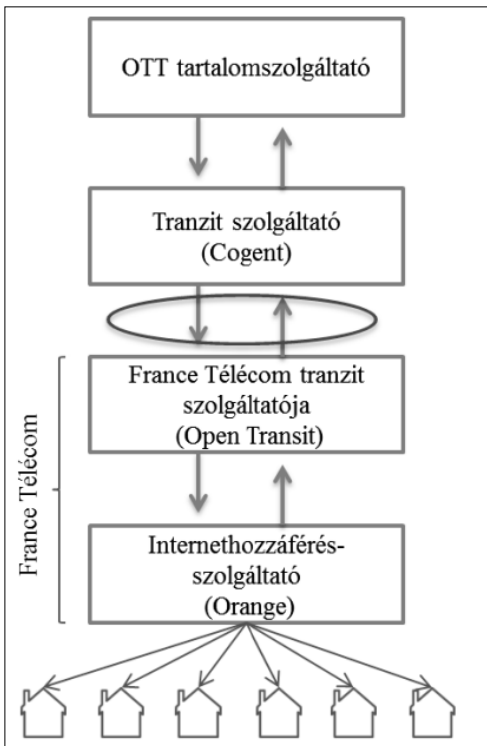 OTT tartalomszolgáltató
Tranzit szolgáltató
(Cogent)
France Télécom tranzit
szolgáltatója
(Open Transit)
France Télécom
Internethozzáférés-
szolgáltató
(Orange)